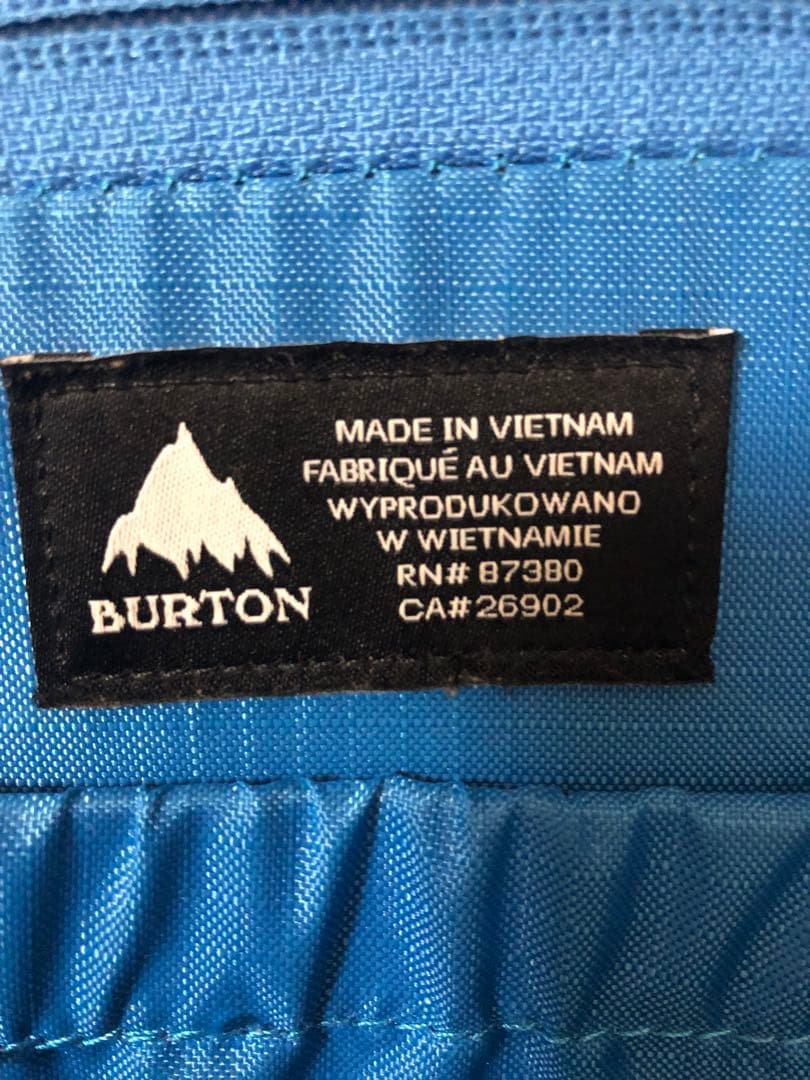 BURTON
MADE IN VIETNAM
FABRIQUÉ AU VIETNAM
WYPRODUKOWANO
W WIETNAMIE
RN# 87380
CA#26902